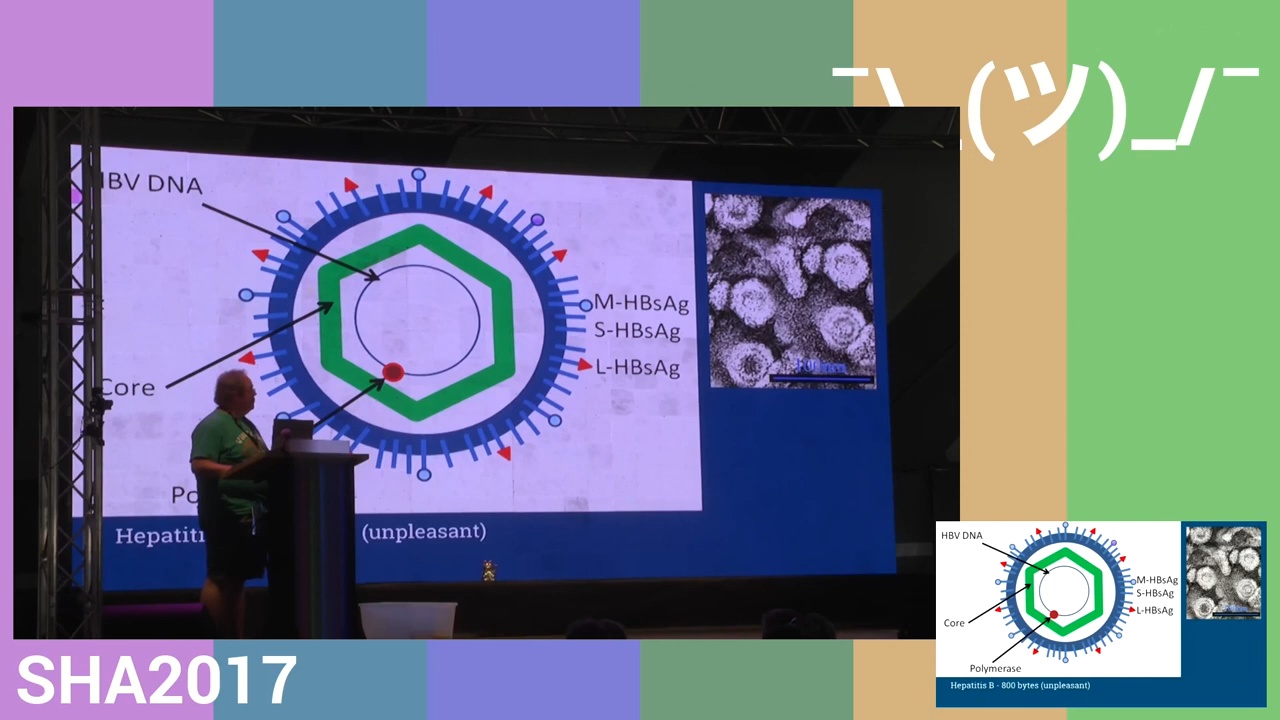 ¯\_(ツ)_/¯
HBV DNA
M-HBsAg
S-HBsAg
L-HBsAg
Core
Hepatiti
(unpleasant)
HBV DNA
M-HBsAg
S-HBsAg
L-HBsAg
Core
Polymerase
Hepatitis B - 800 bytes (unpleasant)
SHA2017